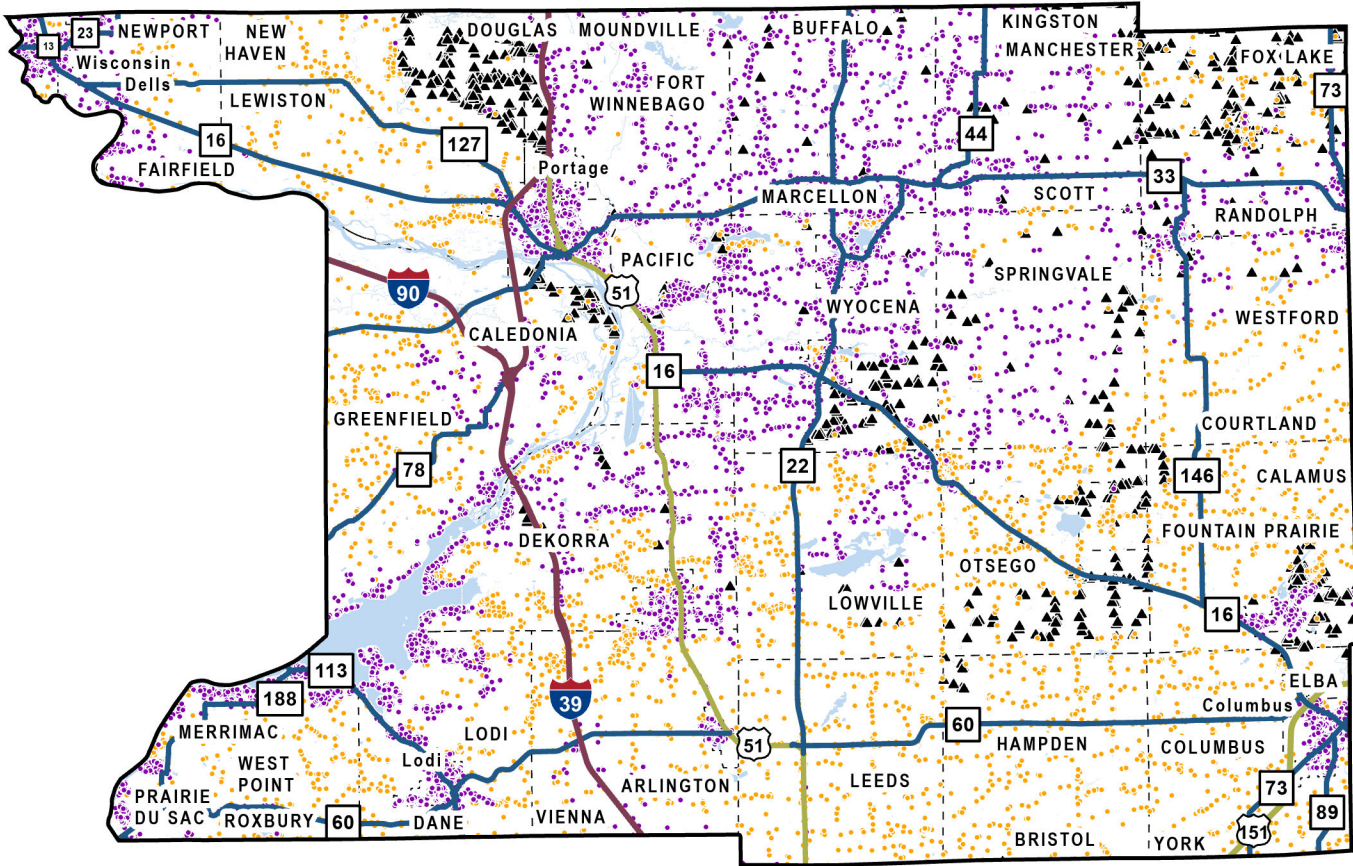 KINGSTON
23
NEWPORT
NEW
HAVEN
DOUGLAS
MOUNDVILLE
BUFFALO
13
MANCHESTER
FOX LAKE
Wisconsin
Dells
FORT
WINNEBAGO
73
LEWISTON
16
127
44
FAIRFIELD
Portage
33
MARCELLON
SCOTT
RANDOLPH
PACIFIC
SPRINGVALE
90
51
WYOCENA
WESTFORD
CALEDONIA
16
GREENFIELD
COURTLAND
78
22
146
CALAMUS
DEKORRA
FOUNTAIN PRAIRIE
OTSEGO
LOWVILLE
16
113
188
39
ELBA
Columbus
MERRIMAC
LODI
60
51
HAMPDEN
COLUMBUS
Lodi
WEST
POINT
ARLINGTON
LEEDS
73
PRAIRIE
DU SAC
ROXBURY
60
DANE
VIENNA
89
151
BRISTOL
YORK